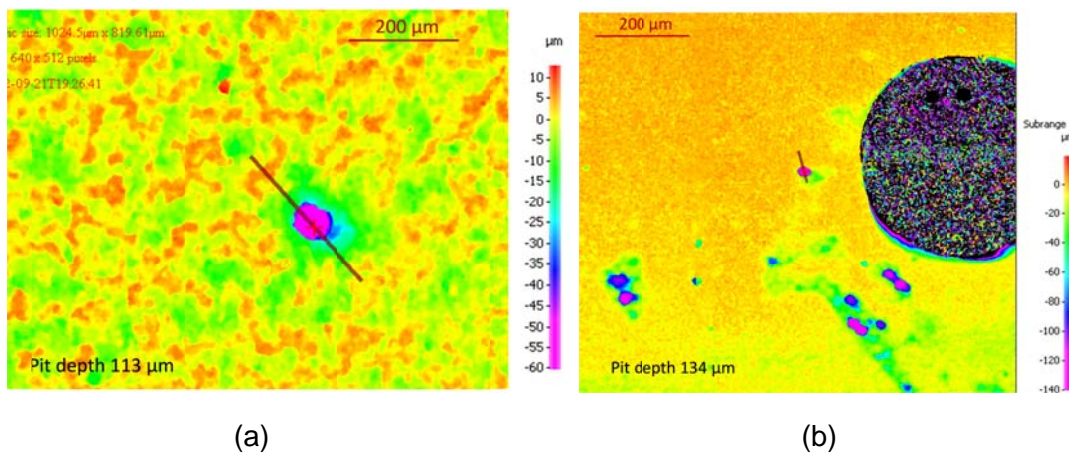 200 µm
size: 1024.5µm x 819.61µm
640 x 512 pixels
-09-21T19:26:41
µm
10
5
0
-5
-10
-15
-20
-25
-30
-35
-40
-45
-50
-55
-60
Pit depth 113 µm
(a)
200 µm
Subrange
0
-20
-40
-60
-80
-100
-120
-140
Pit depth 134 µm
(b)